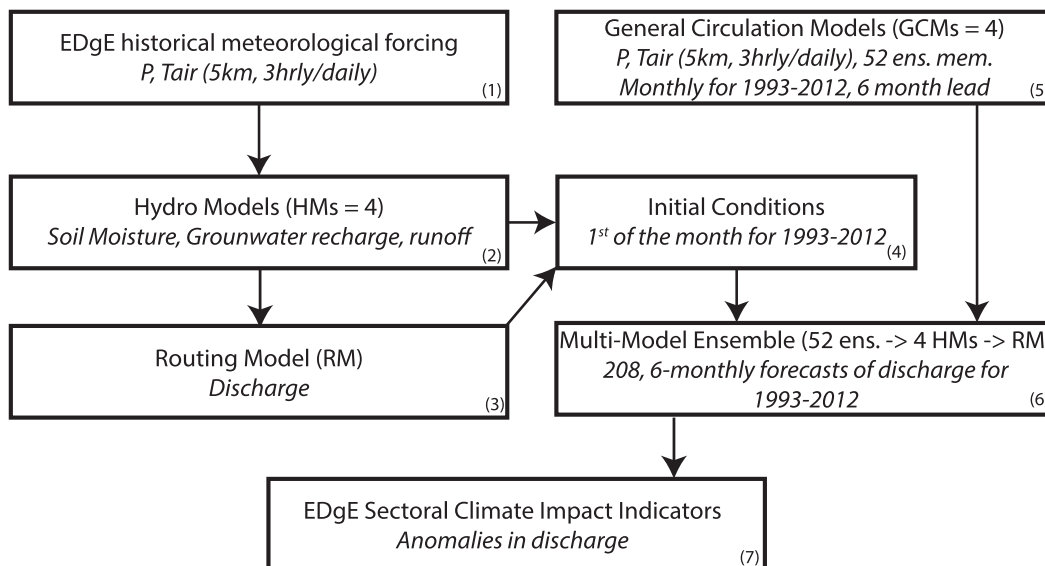 EDgE historical meteorological forcing
P, Tair (5km, 3hrly/daily)
(1)
General Circulation Models (GCMs = 4)
P, Tair (5km, 3hrly/daily), 52 ens. mem.
Monthly for 1993-2012, 6 month lead
(5
Hydro Models (HMs = 4)
Soil Moisture, Grounwater recharge, runoff
(2)
Initial Conditions
1st of the month for 1993-2012
(4)
Routing Model (RM)
Discharge
(3)
Multi-Model Ensemble (52 ens. -> 4 HMs -> RM
208, 6-monthly forecasts of discharge for
1993-2012
(6
EDgE Sectoral Climate Impact Indicators
Anomalies in discharge
(7)